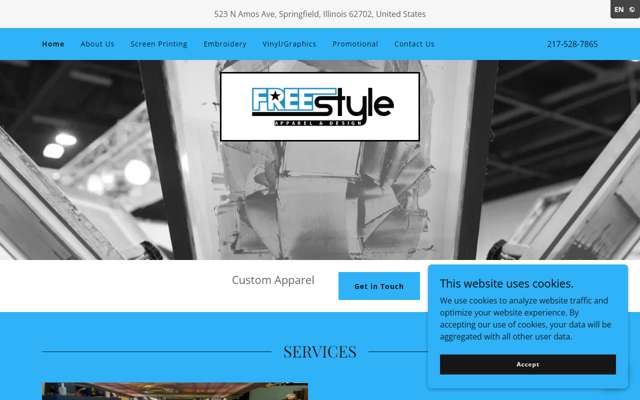 523 N Amos Ave, Springfield, Illinois 62702, United States
EN
Home About Us Screen Printing Embroidery Vinyl/Graphics Promotional Contact Us 217-528-7865
FREEstyle
APPAREL & DESIGN
Custom Apparel
Get in Touch
This website uses cookies.
We use cookies to analyze website traffic and
optimize your website experience. By
accepting our use of cookies, your data will be
aggregated with all other user data.
Accept
SERVICES